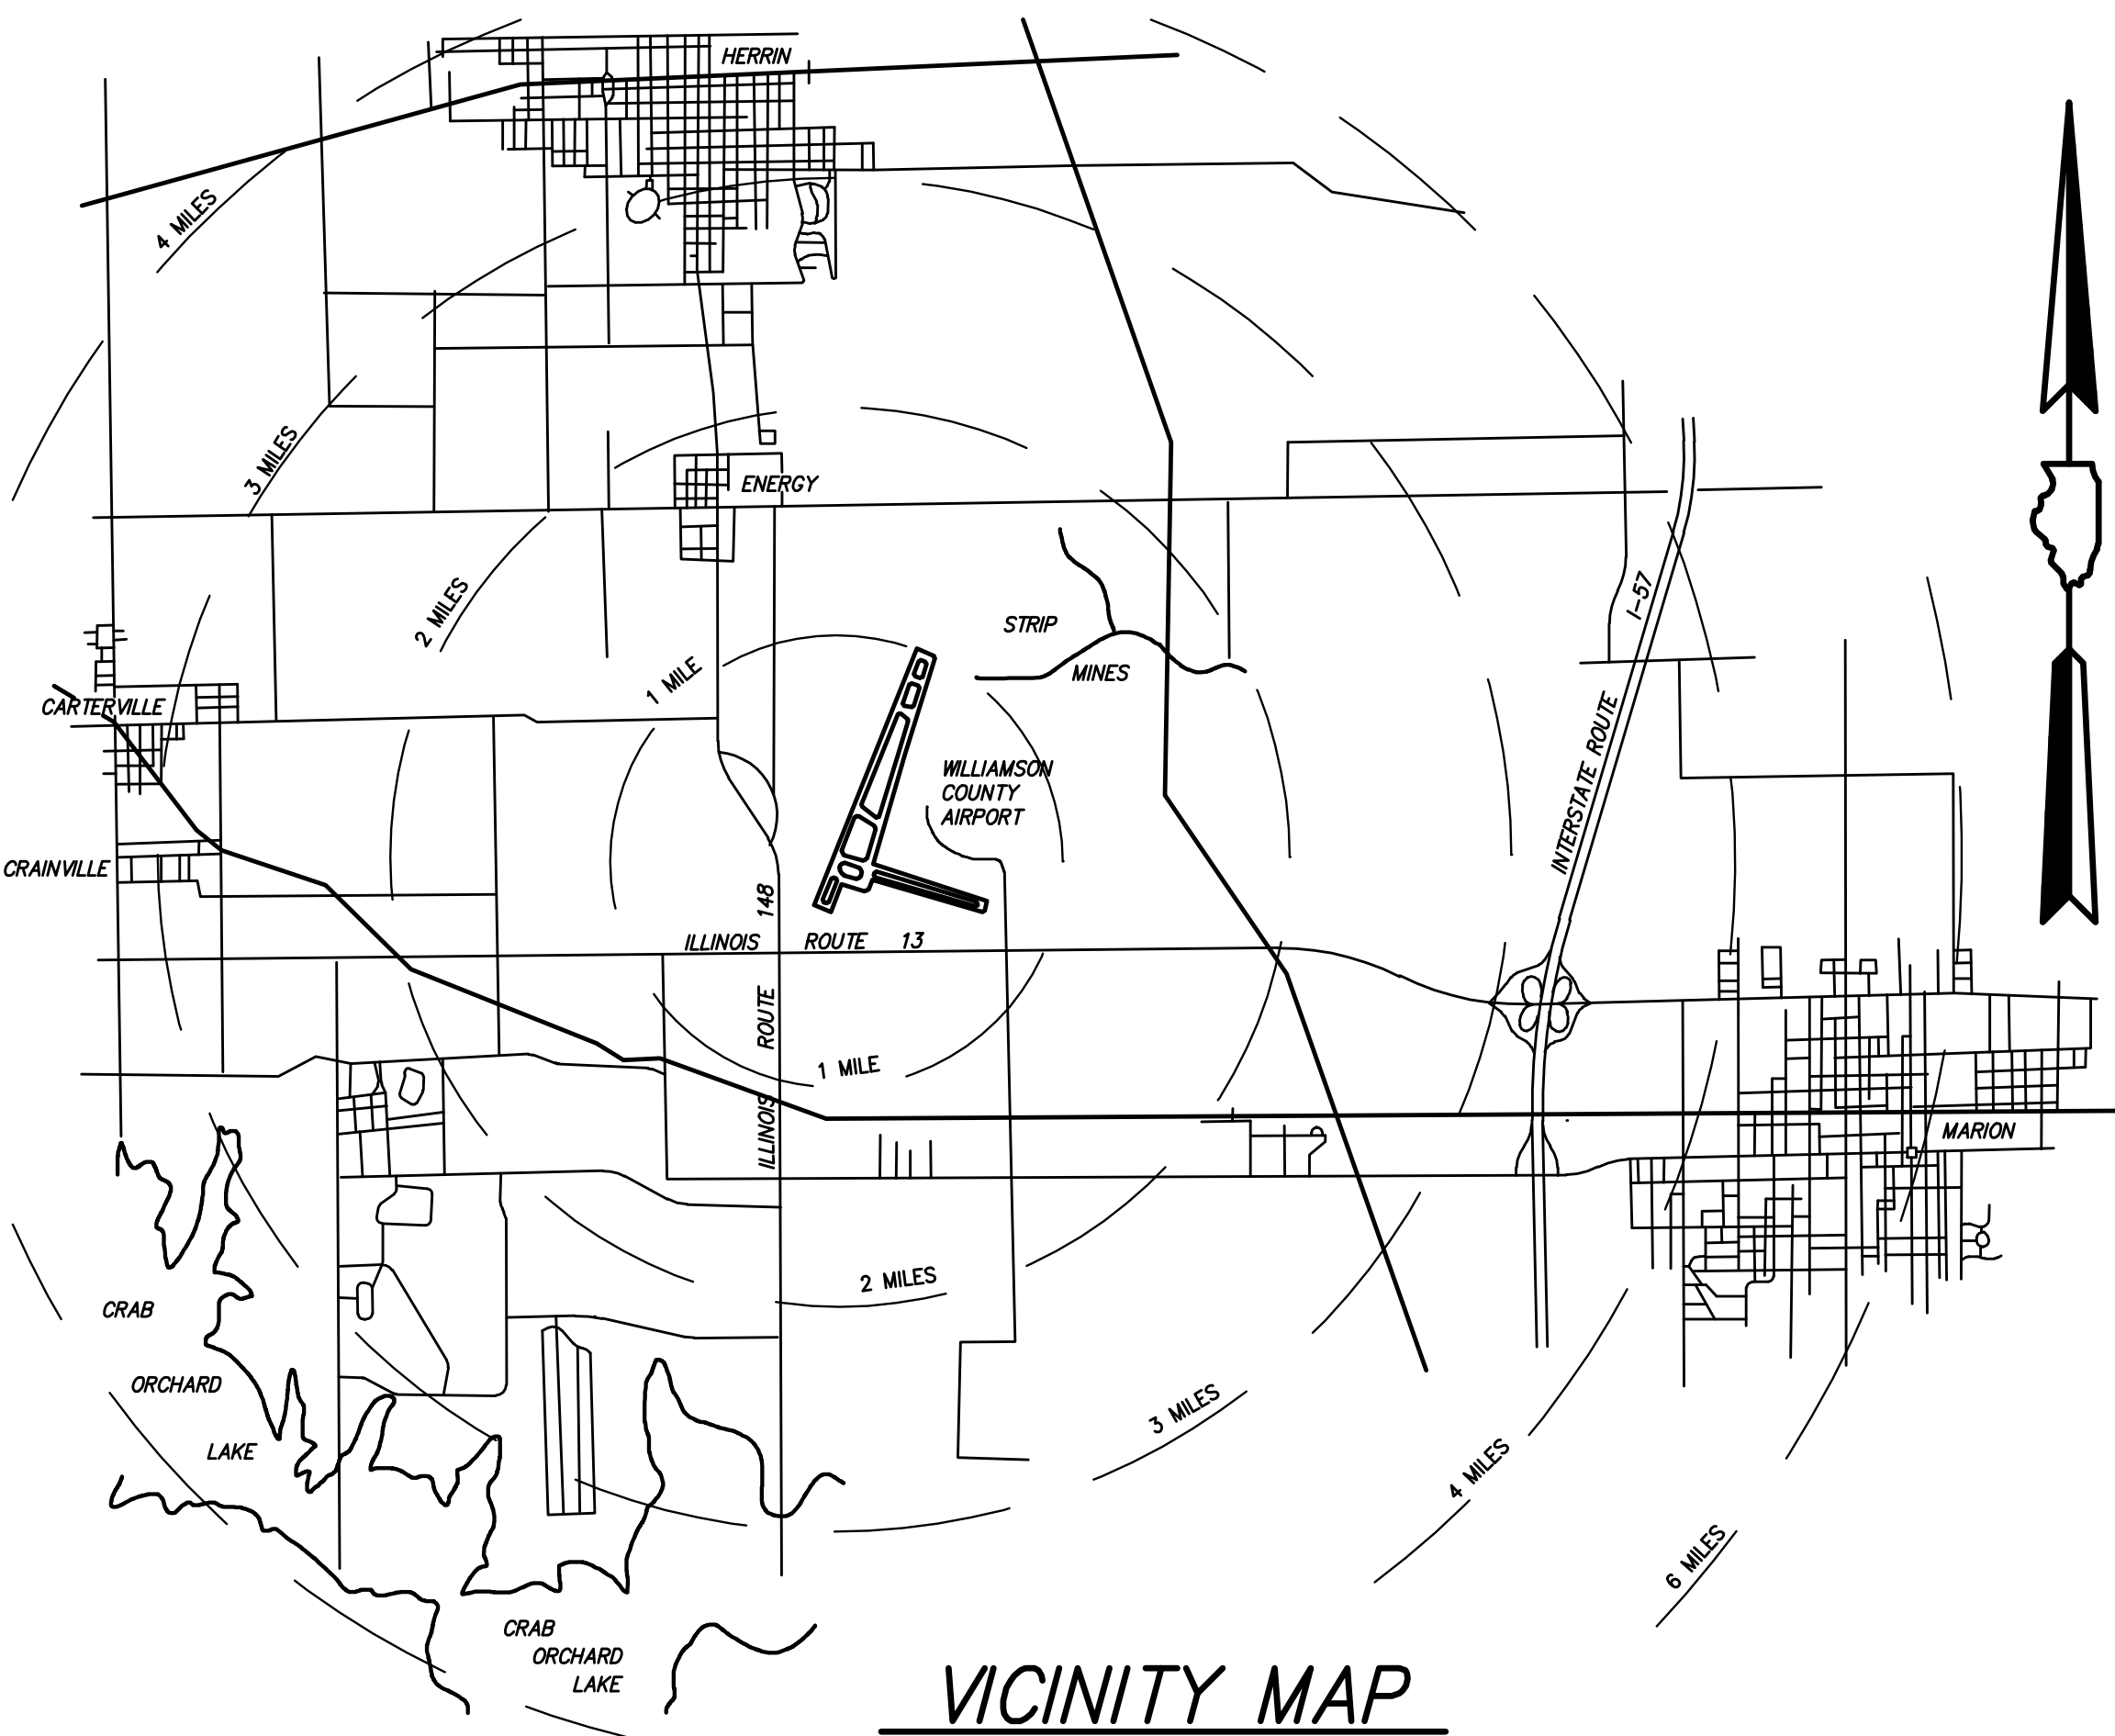 HERRIN
4 MILES
3 MILES
ENERGY
2 MILES
I-57
STRIP
MINES
1 MILE
CARTERVILLE
WILLIAMSON
COUNTY
AIRPORT
INTERSTATE ROUTE
CRAINVILLE
ILLINOIS ROUTE 148
ILLINOIS ROUTE 13
1 MILE
MARION
2 MILES
CRAB
ORCHARD
LAKE
3 MILES
4 MILES
6 MILES
CRAB
ORCHARD
LAKE
VICINITY MAP